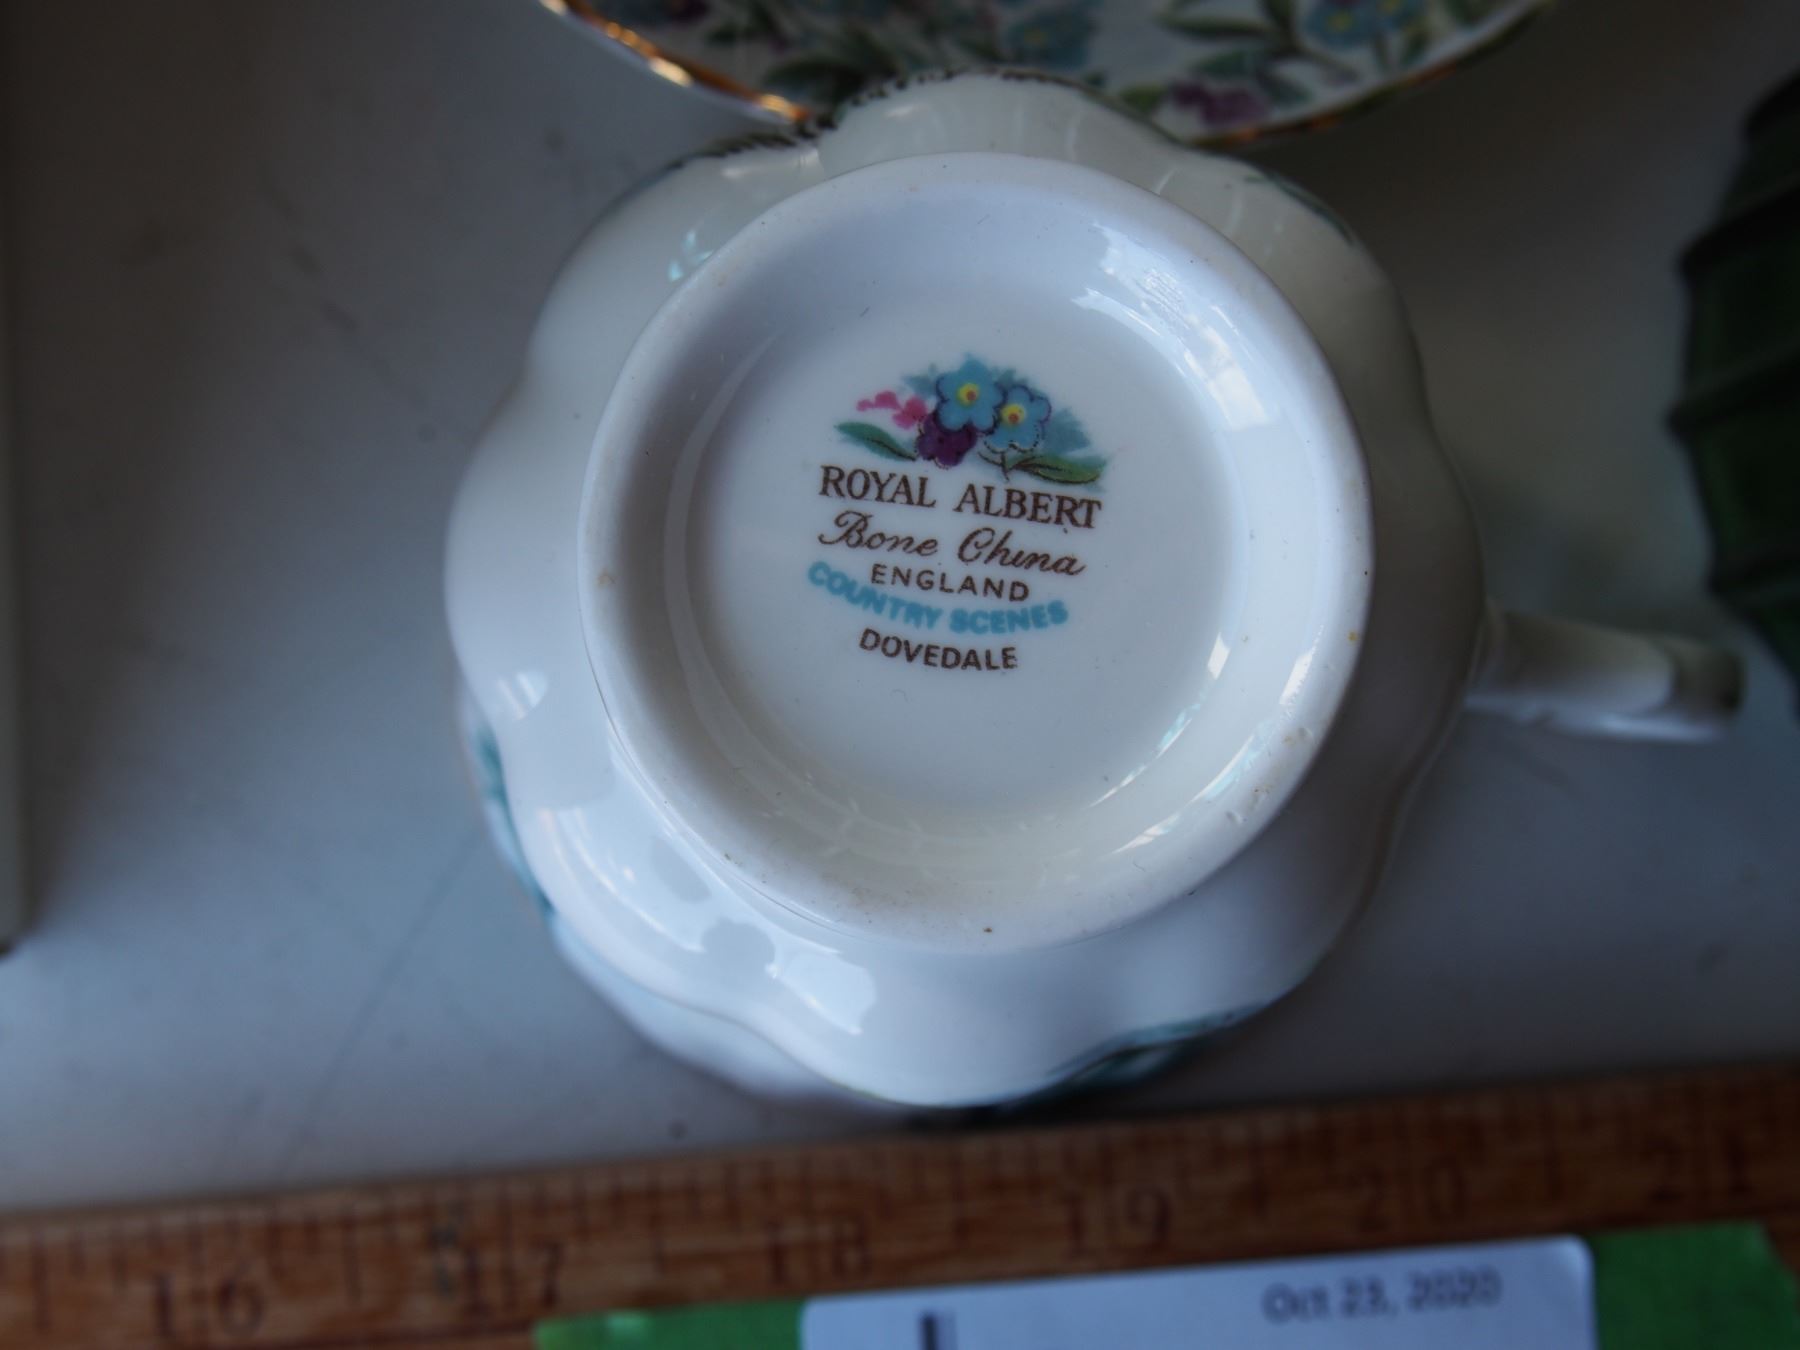 ROYAL ALBERT
Bone China
ENGLAND
COUNTRY SCENES
DOVEDALE
16 17 18 19 20 21
Oct 23, 2020